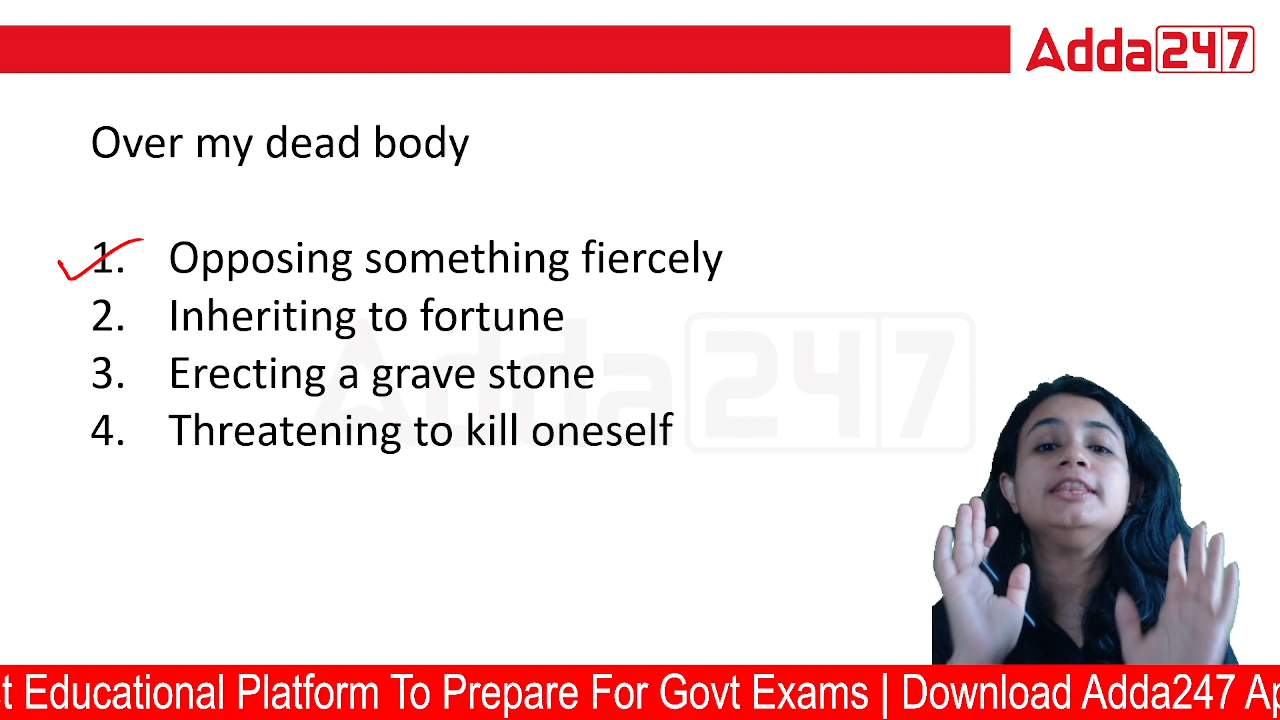 Adda247
Over my dead body
1. Opposing something fiercely
2. Inheriting to fortune
3. Erecting a grave stone
4. Threatening to kill oneself
Adda247
Educational Platform To Prepare For Govt Exams | Download Adda247